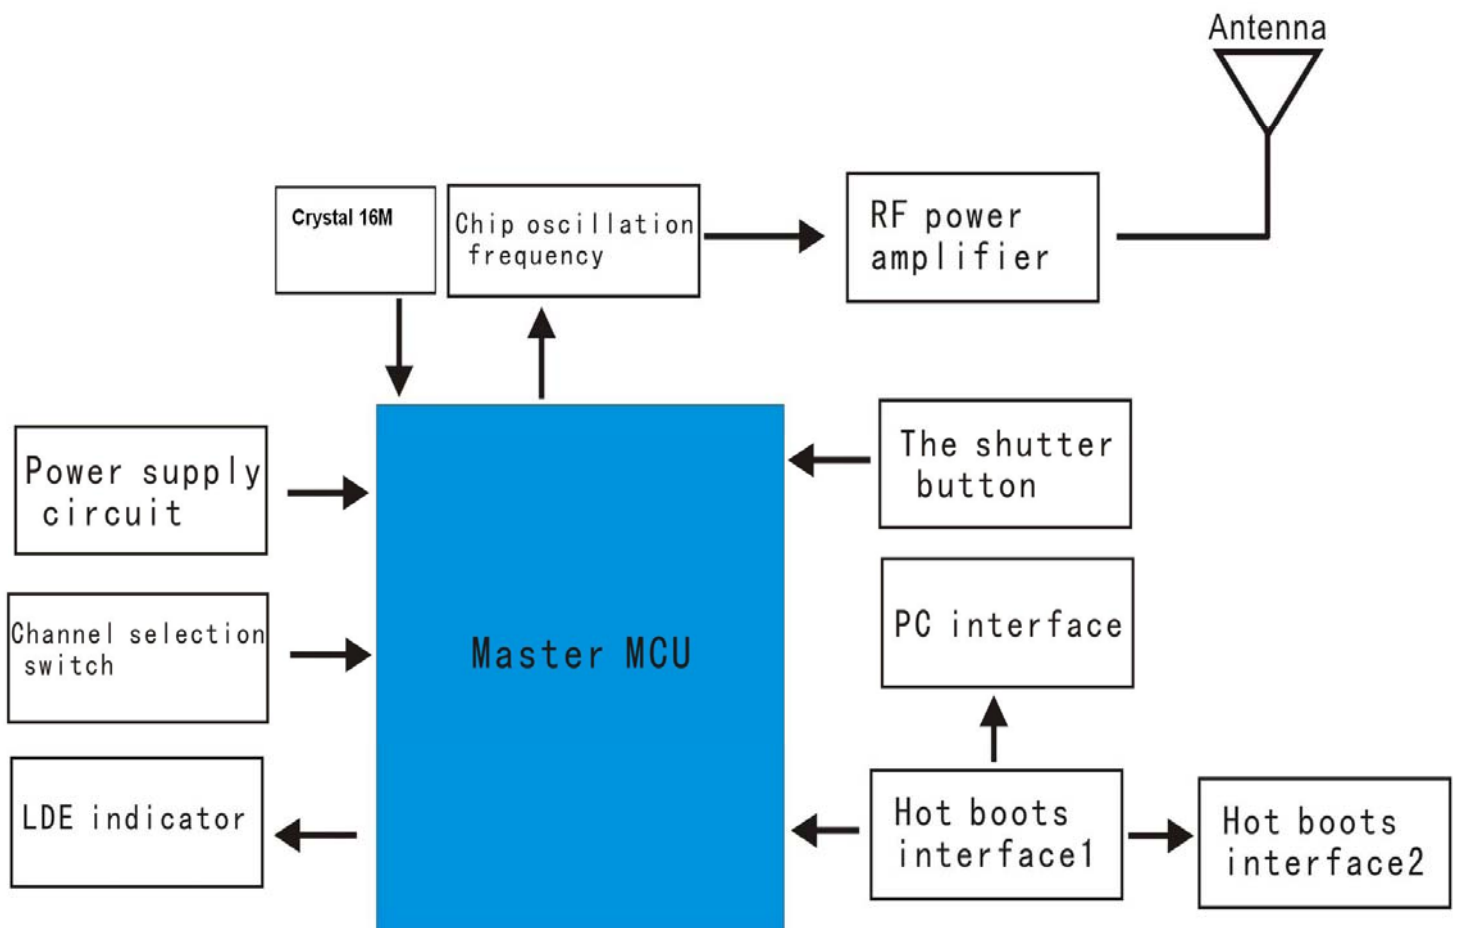 Antenna
Crystal 16M
Chip oscillation
frequency
RF power
amplifier
Power supply
circuit
The shutter
button
Channel selection
switch
Master MCU
PC interface
LDE indicator
Hot boots
interface1
Hot boots
interface2